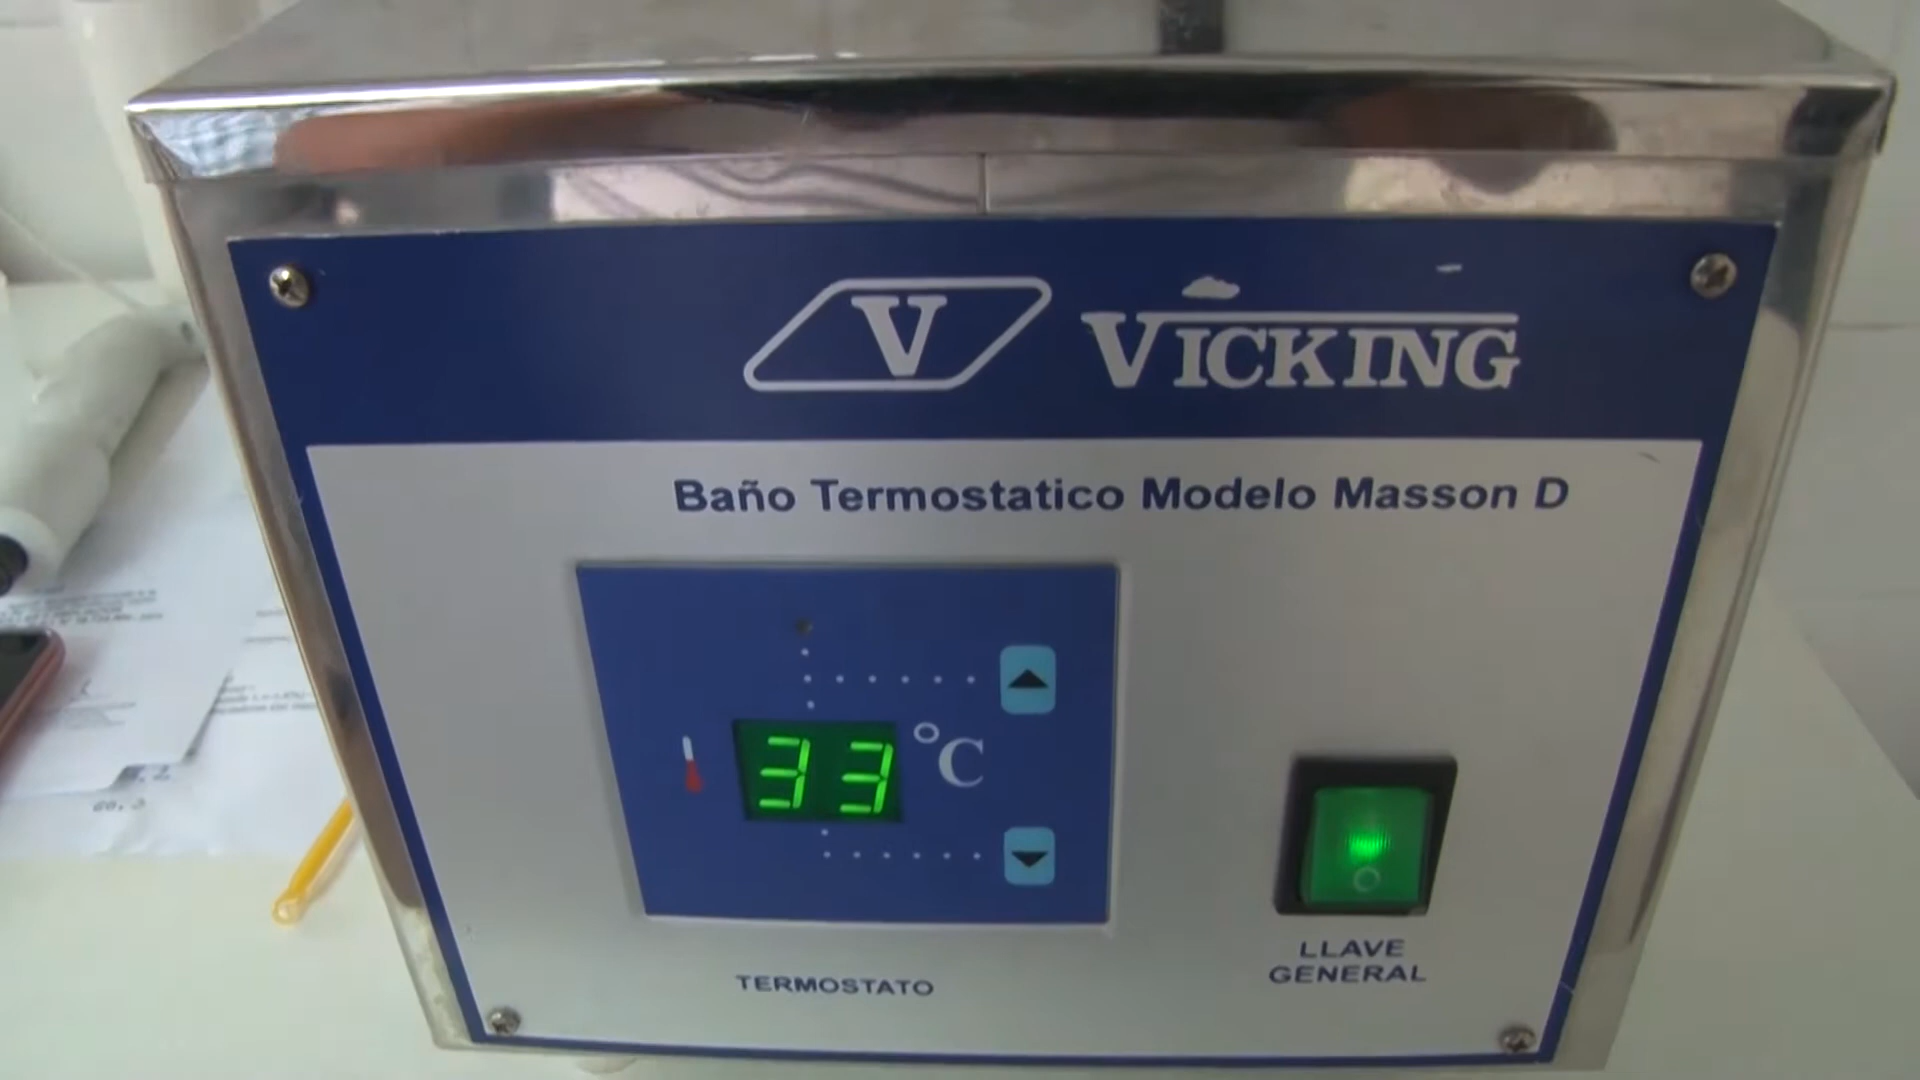 V VICKING
Baño Termostatico Modelo Masson D
33 °C
LLAVE
GENERAL
TERMOSTATO